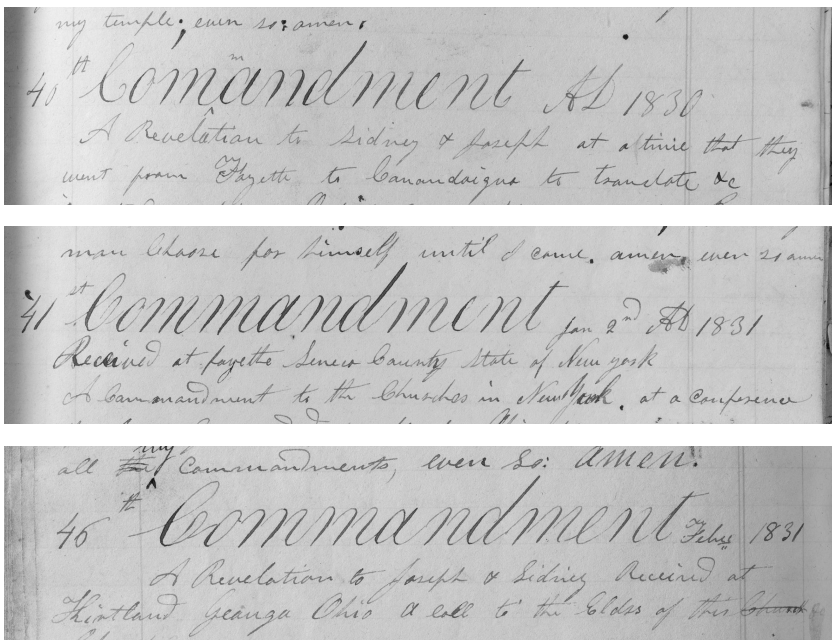 my temple; even so: amen.
40th Comandment AD 1830
m
A Revelation to Sidney & Joseph at a time that they
went from Fayette to Canandaigua to translate &c
man Choose for himself until I come. amen. even so amen
41st Commandment Jan 2nd AD 1831
Received at fayette Seneca County State of New york
A Commandment to the Churches in New York. at a conference
my
all commandments, even so: amen.
46th Commandment Feby 1831
A Revelation to Joseph & Sidney Received at
Kirtland Geauga Ohio a call to the Elders of this Church